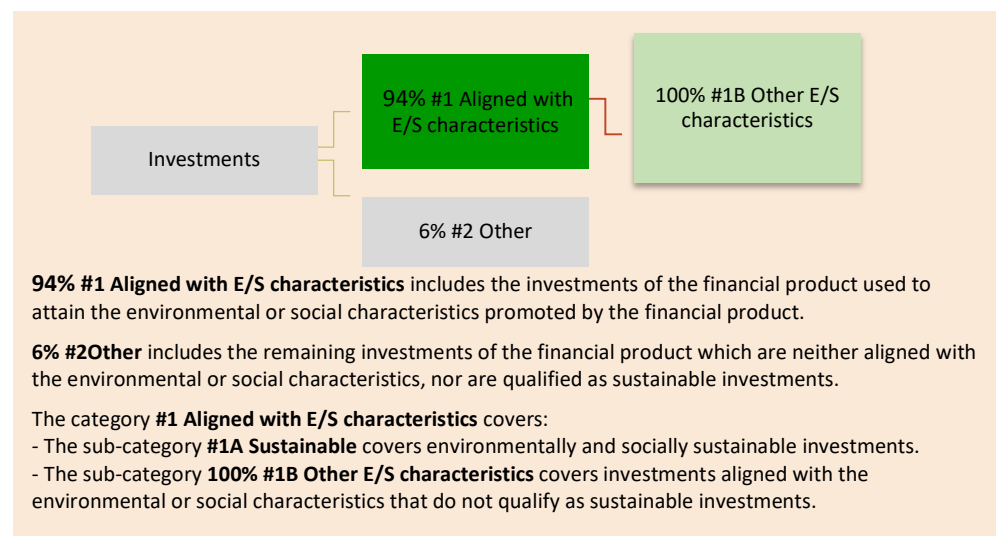 94% #1 Aligned with
E/S characteristics
100% #1B Other E/S
characteristics
Investments
6% #2 Other
94% #1 Aligned with E/S characteristics includes the investments of the financial product used to
attain the environmental or social characteristics promoted by the financial product.
6% #2Other includes the remaining investments of the financial product which are neither aligned with
the environmental or social characteristics, nor are qualified as sustainable investments.
The category #1 Aligned with E/S characteristics covers:
- The sub-category #1A Sustainable covers environmentally and socially sustainable investments.
- The sub-category 100% #1B Other E/S characteristics covers investments aligned with the
environmental or social characteristics that do not qualify as sustainable investments.